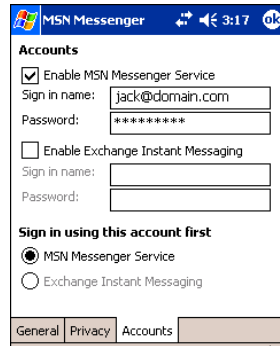 MSN Messenger 3:17 ok
Accounts
Enable MSN Messenger Service
Sign in name: jack@domain.com
Password: *********
Enable Exchange Instant Messaging
Sign in name:
Password:
Sign in using this account first
MSN Messenger Service
Exchange Instant Messaging
General Privacy Accounts